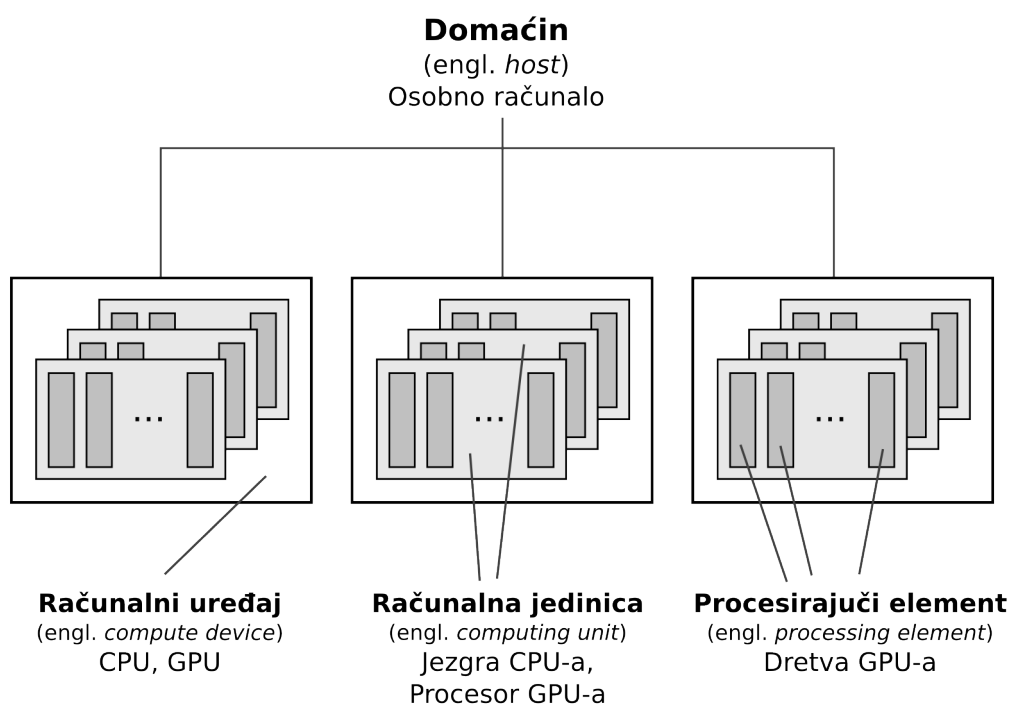 Domaćin
(engl. host)
Osobno računalo
...
...
...
Računalni uređaj
(engl. compute device)
CPU, GPU
Računalna jedinica
(engl. computing unit)
Jezgra CPU-a,
Procesor GPU-a
Procesirajuči element
(engl. processing element)
Dretva GPU-a